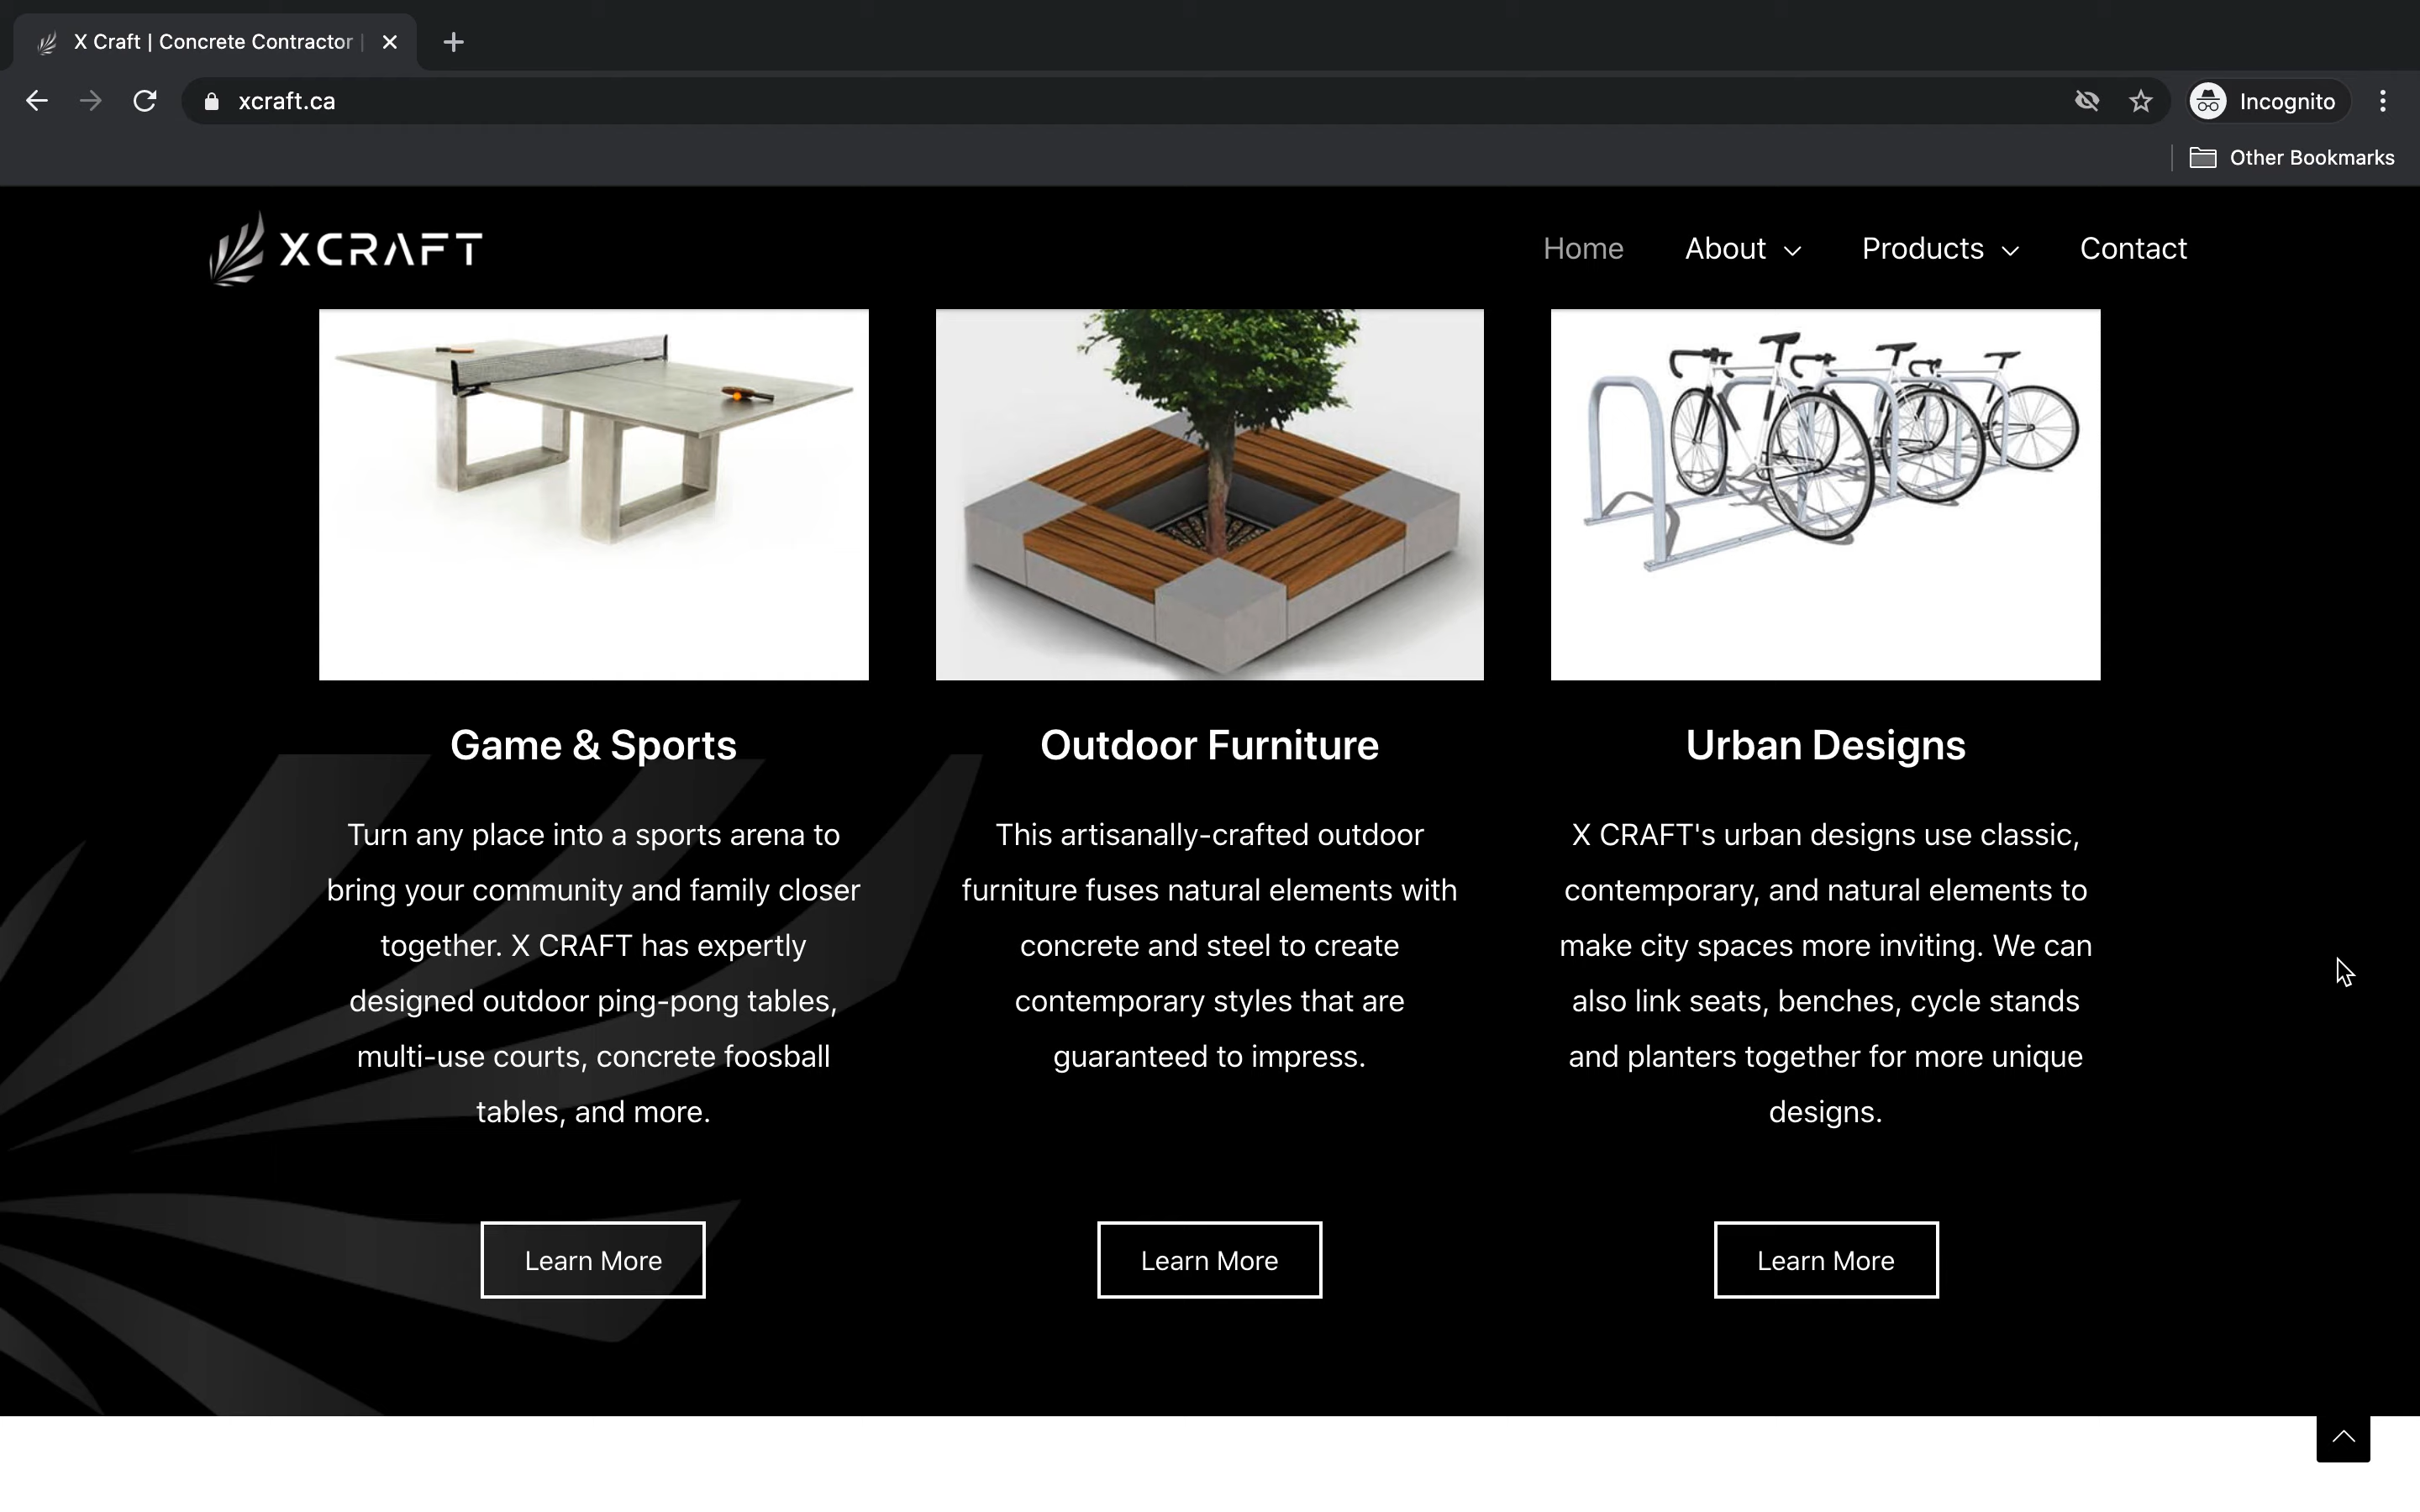 X Craft | Concrete Contractor |
xcraft.ca
Incognito
Other Bookmarks
XCRAFT
Home
About
Products
Contact
Game & Sports
Turn any place into a sports arena to
bring your community and family closer
together. X CRAFT has expertly
designed outdoor ping-pong tables,
multi-use courts, concrete foosball
tables, and more.
Learn More
Outdoor Furniture
This artisanally-crafted outdoor
furniture fuses natural elements with
concrete and steel to create
contemporary styles that are
guaranteed to impress.
Learn More
Urban Designs
X CRAFT's urban designs use classic,
contemporary, and natural elements to
make city spaces more inviting. We can
also link seats, benches, cycle stands
and planters together for more unique
designs.
Learn More